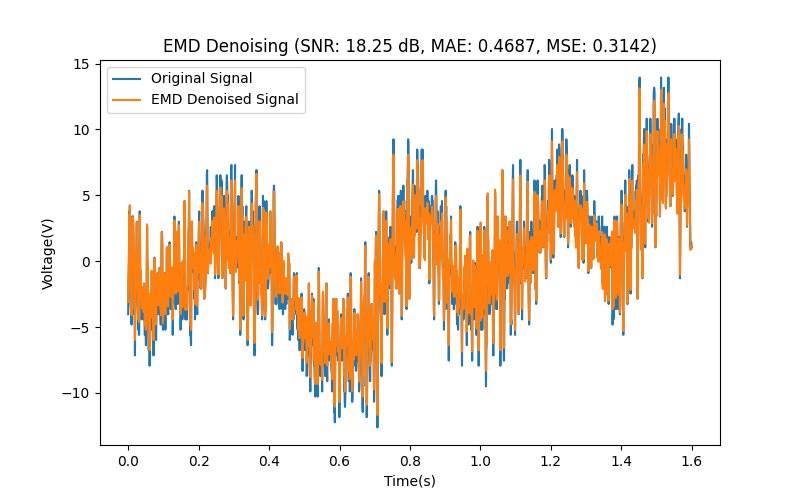 EMD Denoising (SNR: 18.25 dB, MAE: 0.4687, MSE: 0.3142)
Original Signal
EMD Denoised Signal
Voltage(V)
15
10
5
0
−5
−10
0.0 0.2 0.4 0.6 0.8 1.0 1.2 1.4 1.6
Time(s)